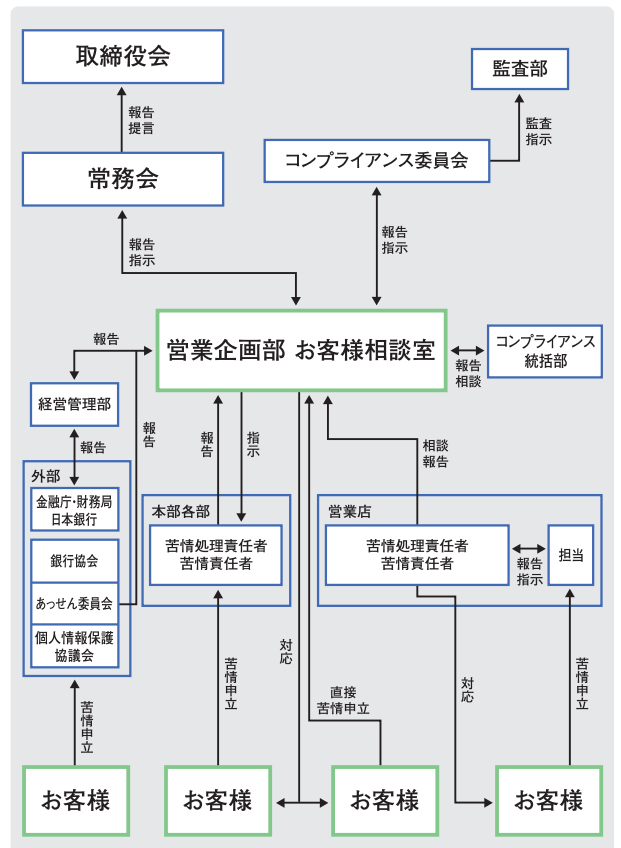 取締役会
監査部
報告
提言
監査
指示
常務会
コンプライアンス委員会
報告
指示
報告
指示
営業企画部 お客様相談室
コンプライアンス
統括部
報告
相談
報告
経営管理部
報告
報告
報告
指示
相談
報告
外部
金融庁・財務局
日本銀行
銀行協会
あっせん委員会
個人情報保護
協議会
本部各部
苦情処理責任者
苦情責任者
営業店
苦情処理責任者
苦情責任者
報告
指示
担当
苦情申立
苦情申立
対応
直接
苦情申立
対応
苦情申立
お客様
お客様
お客様
お客様